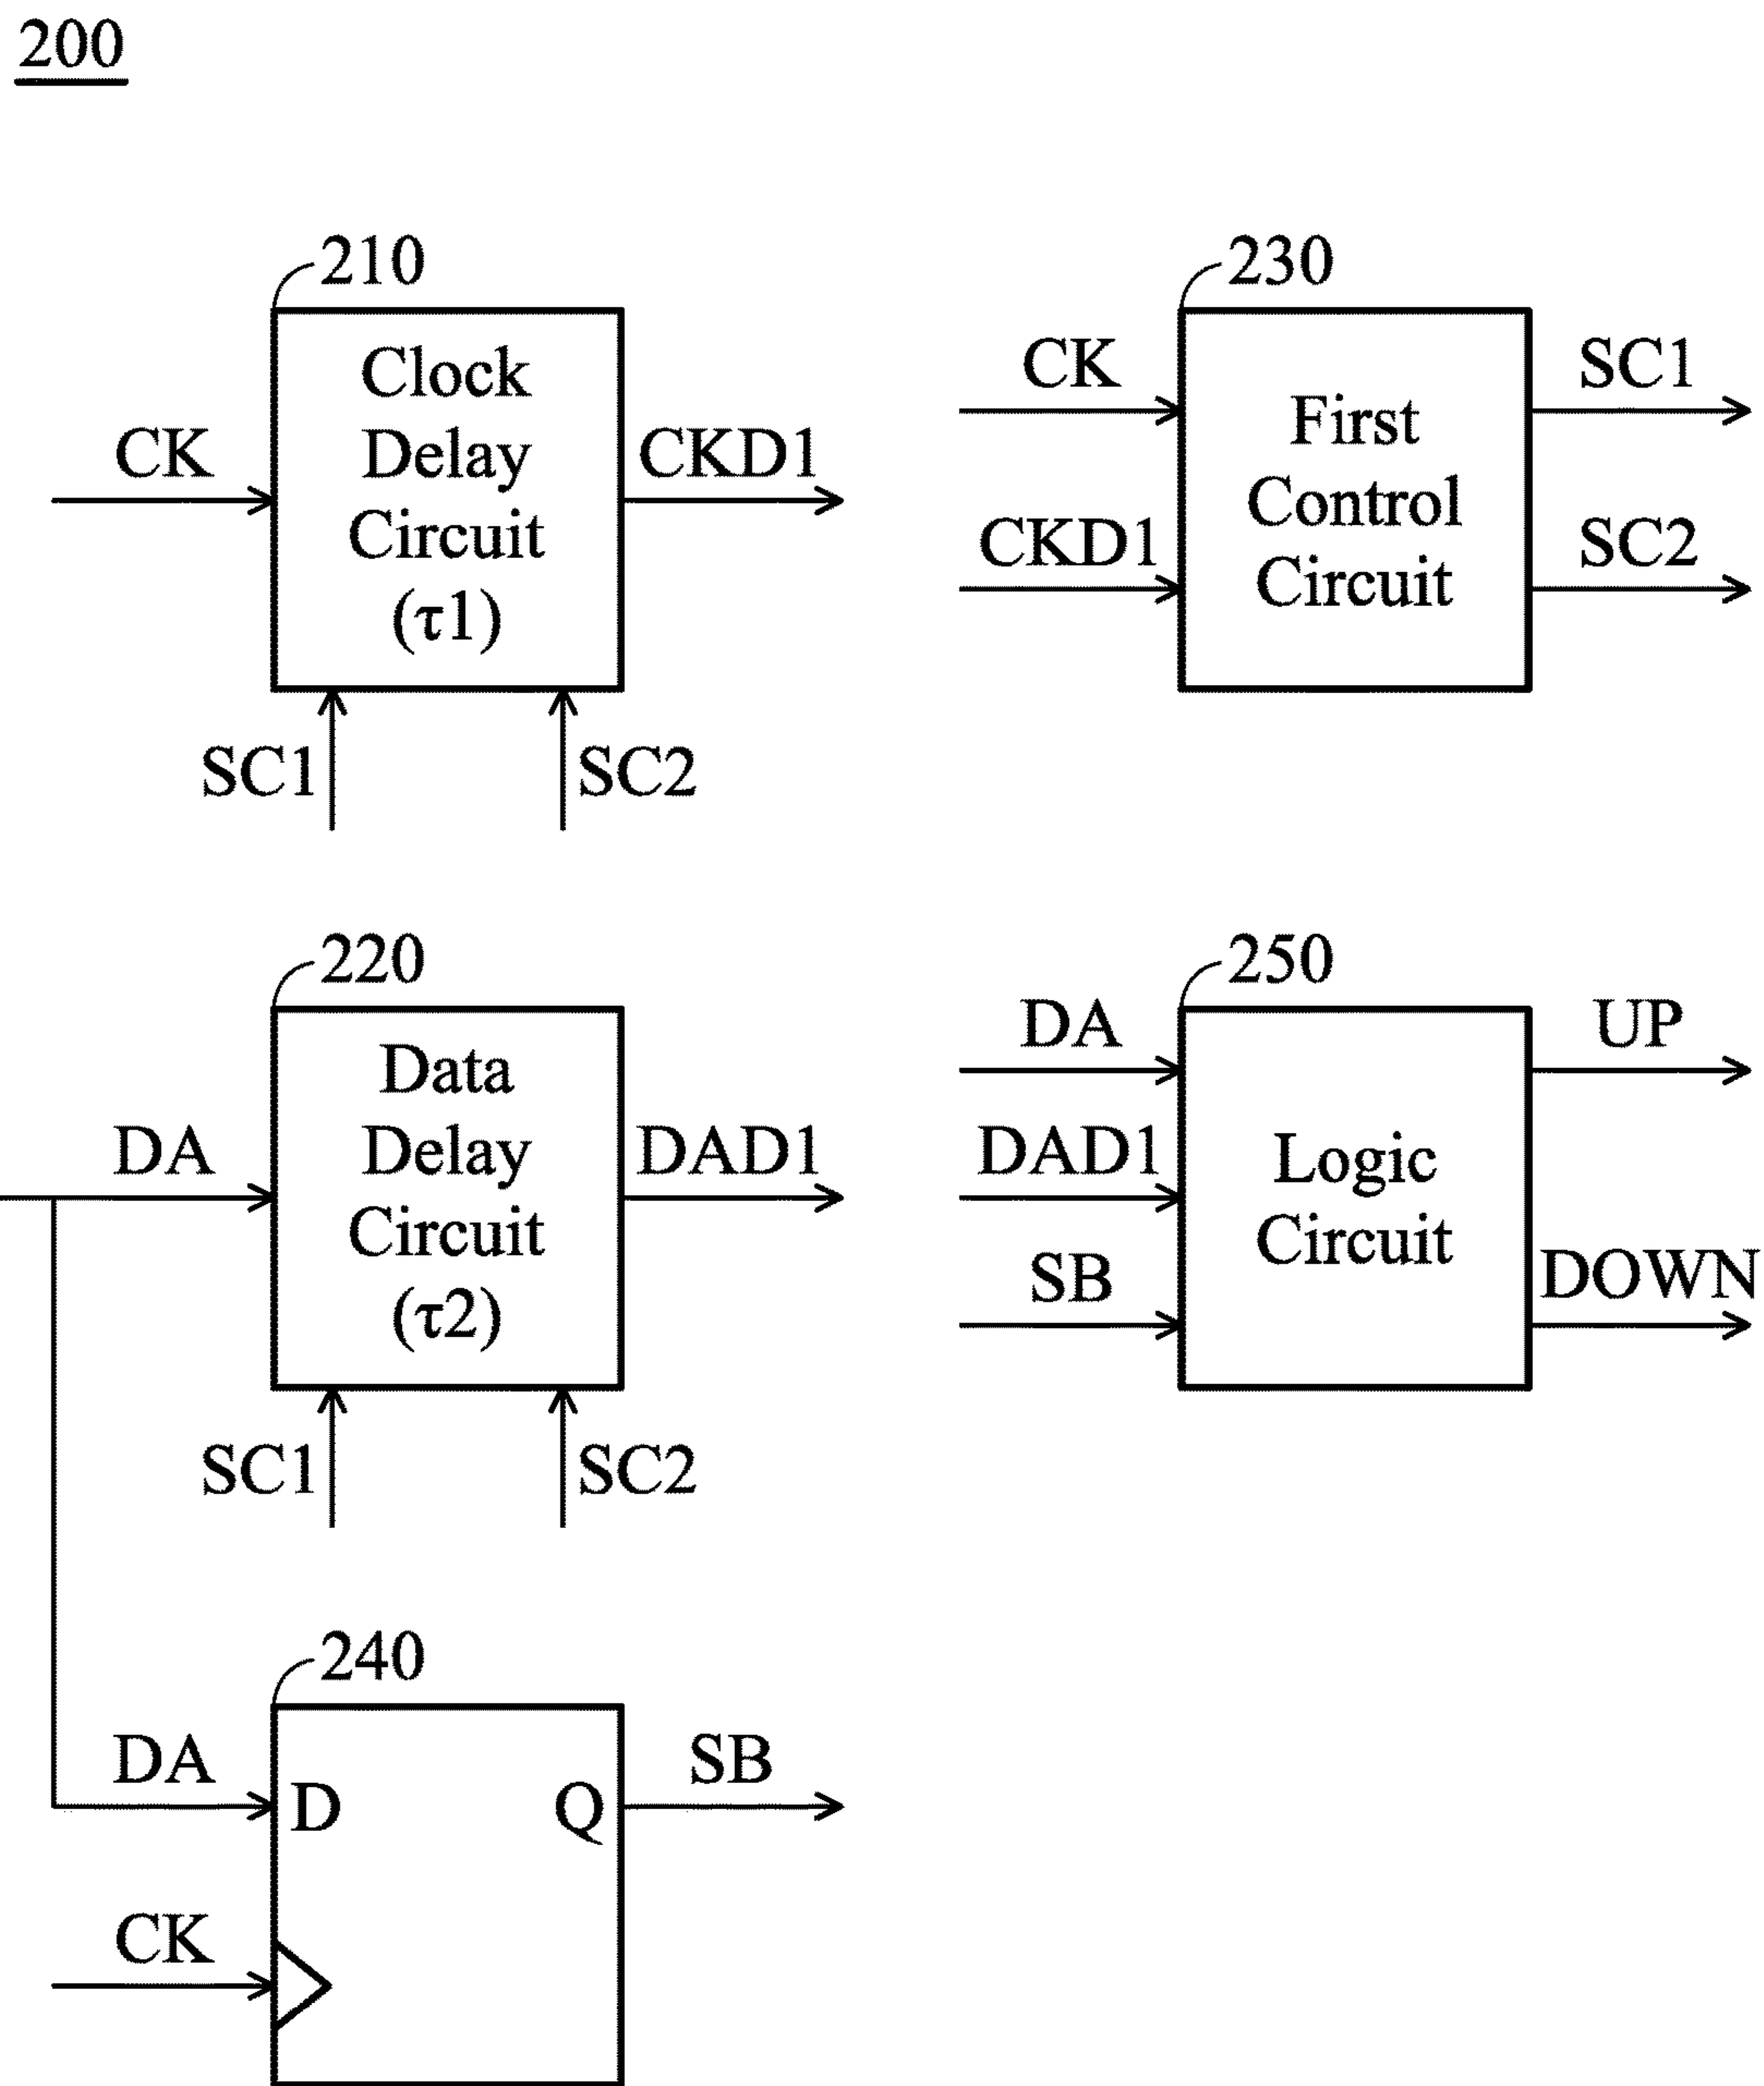 200
210
Clock
Delay
Circuit
(τ1)
CK
CKD1
SC1
SC2
230
First
Control
Circuit
CK
CKD1
SC1
SC2
220
Data
Delay
Circuit
(τ2)
DA
DAD1
SC1
SC2
250
Logic
Circuit
DA
DAD1
SB
UP
DOWN
240
DA
D
Q
SB
CK